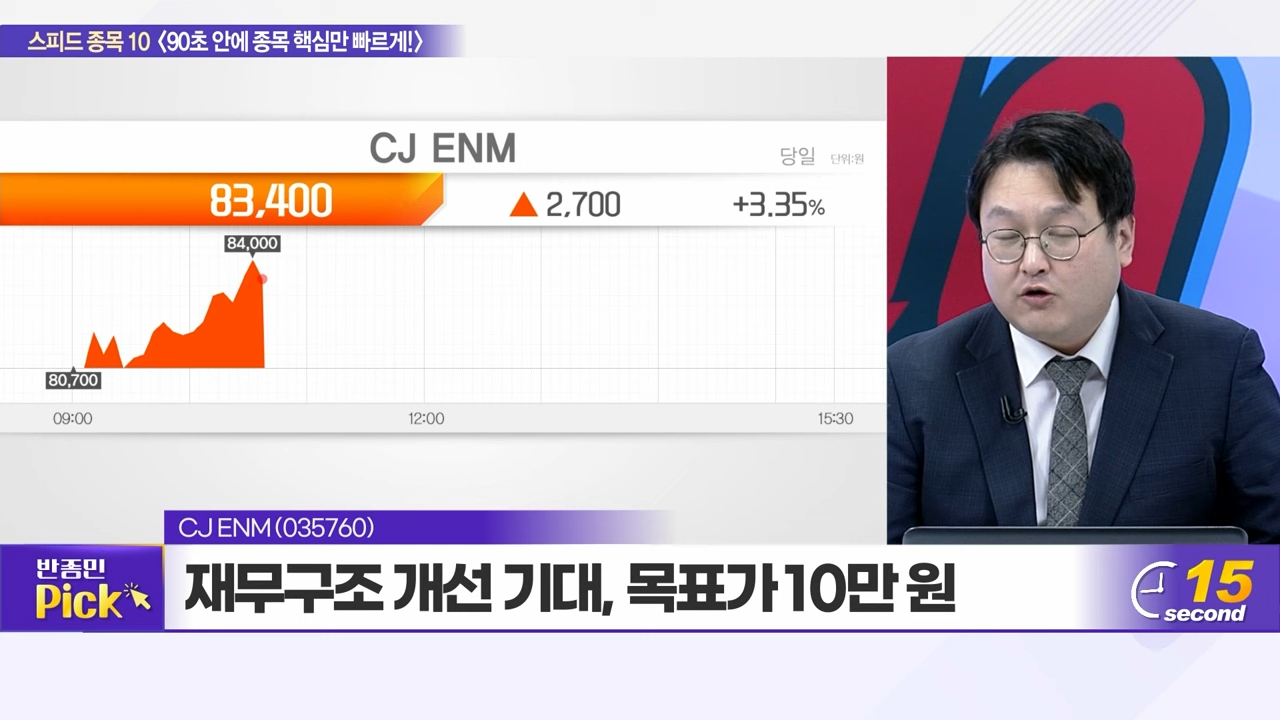 스피드 종목 10 <90초 안에 종목 핵심만 빠르게!>
CJ ENM
당일 단위:원
83,400 ▲ 2,700 +3.35%
84,000
80,700
09:00 12:00 15:30
CJ ENM (035760)
반종민
Pick
재무구조 개선 기대, 목표가 10만 원
15
second